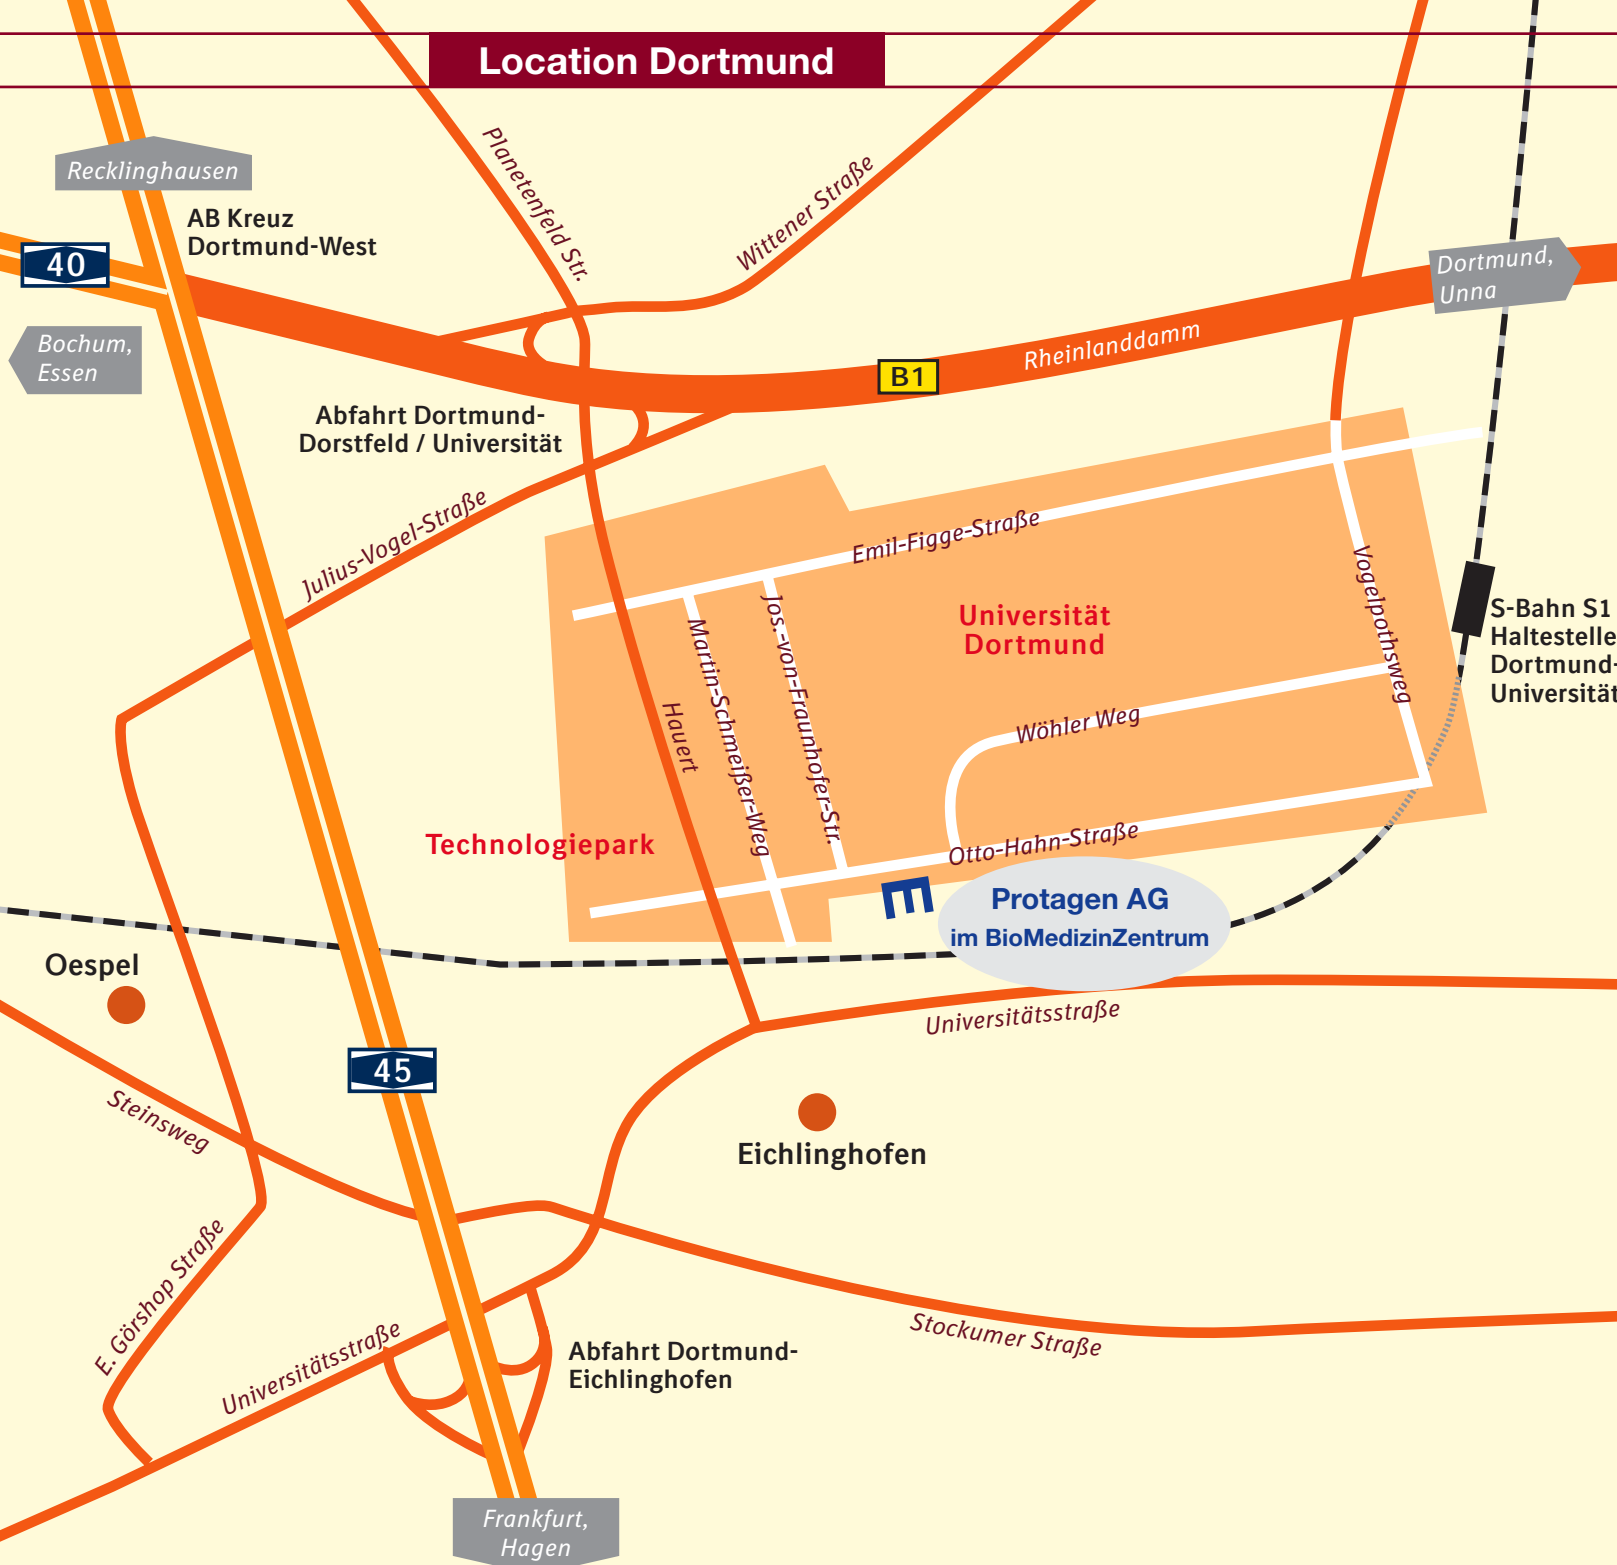 Location Dortmund
Planetenfeld Str.
Wittener Straße
Recklinghausen
AB Kreuz
Dortmund-West
40
Dortmund,
Unna
Bochum,
Essen
Rheinlanddamm
B1
Abfahrt Dortmund-
Dorstfeld / Universität
Julius-Vogel-Straße
Emil-Figge-Straße
Vogelpothsweg
Universität
Dortmund
S-Bahn S1
Haltestelle
Dortmund-
Universität
Martin-Schmeißer-Weg
Jos.-von-Fraunhofer-Str.
Hauert
Wöhler Weg
Technologiepark
Otto-Hahn-Straße
Protagen AG
im BioMedizinZentrum
Oespel
Universitätsstraße
45
Steinsweg
Eichlinghofen
E. Görshop Straße
Universitätsstraße
Stockumer Straße
Abfahrt Dortmund-
Eichlinghofen
Frankfurt,
Hagen